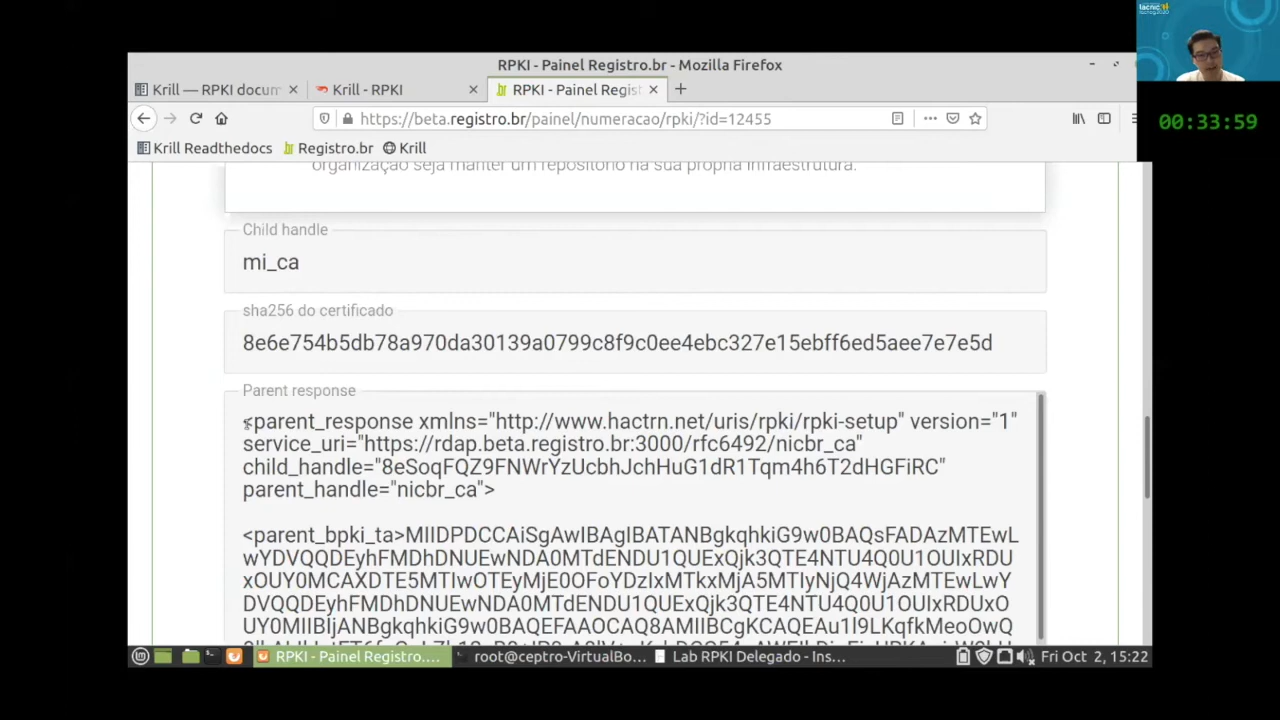 lacnic
RPKI - Painel Registro.br - Mozilla Firefox
Krill — RPKI docum
Krill - RPKI
RPKI - Painel Regist
https://beta.registro.br/painel/numeracao/rpki/?id=12455
00:33:59
Krill Readthedocs
Registro.br
Krill
organização seja manter um repositório na sua própria infraestrutura.
Child handle
mi_ca
sha256 do certificado
8e6e754b5db78a970da30139a0799c8f9c0ee4ebc327e15ebff6ed5aee7e7e5d
Parent response
<parent_response xmlns="http://www.hactrn.net/uris/rpki/rpki-setup" version="1"
service_uri="https://rdap.beta.registro.br:3000/rfc6492/nicbr_ca"
child_handle="8eSoqFQZ9FNWrYzUcbhJchHuG1dR1Tqm4h6T2dHGFiRC"
parent_handle="nicbr_ca">
<parent_bpki_ta>MIIDPDCCAiSgAwIBAgIBATANBgkqhkiG9w0BAQsFADAzMTEwL
wYDVQQDEyhFMDhDNUEwNDA0MTdENDU1QUExQjk3QTE4NTU4Q0U1OUIxRDU
xOUY0MCAXDTE5MTIwOTEyMjE0OFoYDzIxMTkxMjA5MTIyNjQ4WjAzMTEwLwY
DVQQDEyhFMDhDNUEwNDA0MTdENDU1QUExQjk3QTE4NTU4Q0U1OUIxRDUxO
UY0MIIBIjANBgkqhkiG9w0BAQEFAAOCAQ8AMIIBCgKCAQEAu1l9LKqfkMeoOwQ
RPKI - Painel Registro....
root@ceptro-VirtualBo...
Lab RPKI Delegado - Ins...
Fri Oct 2, 15:22